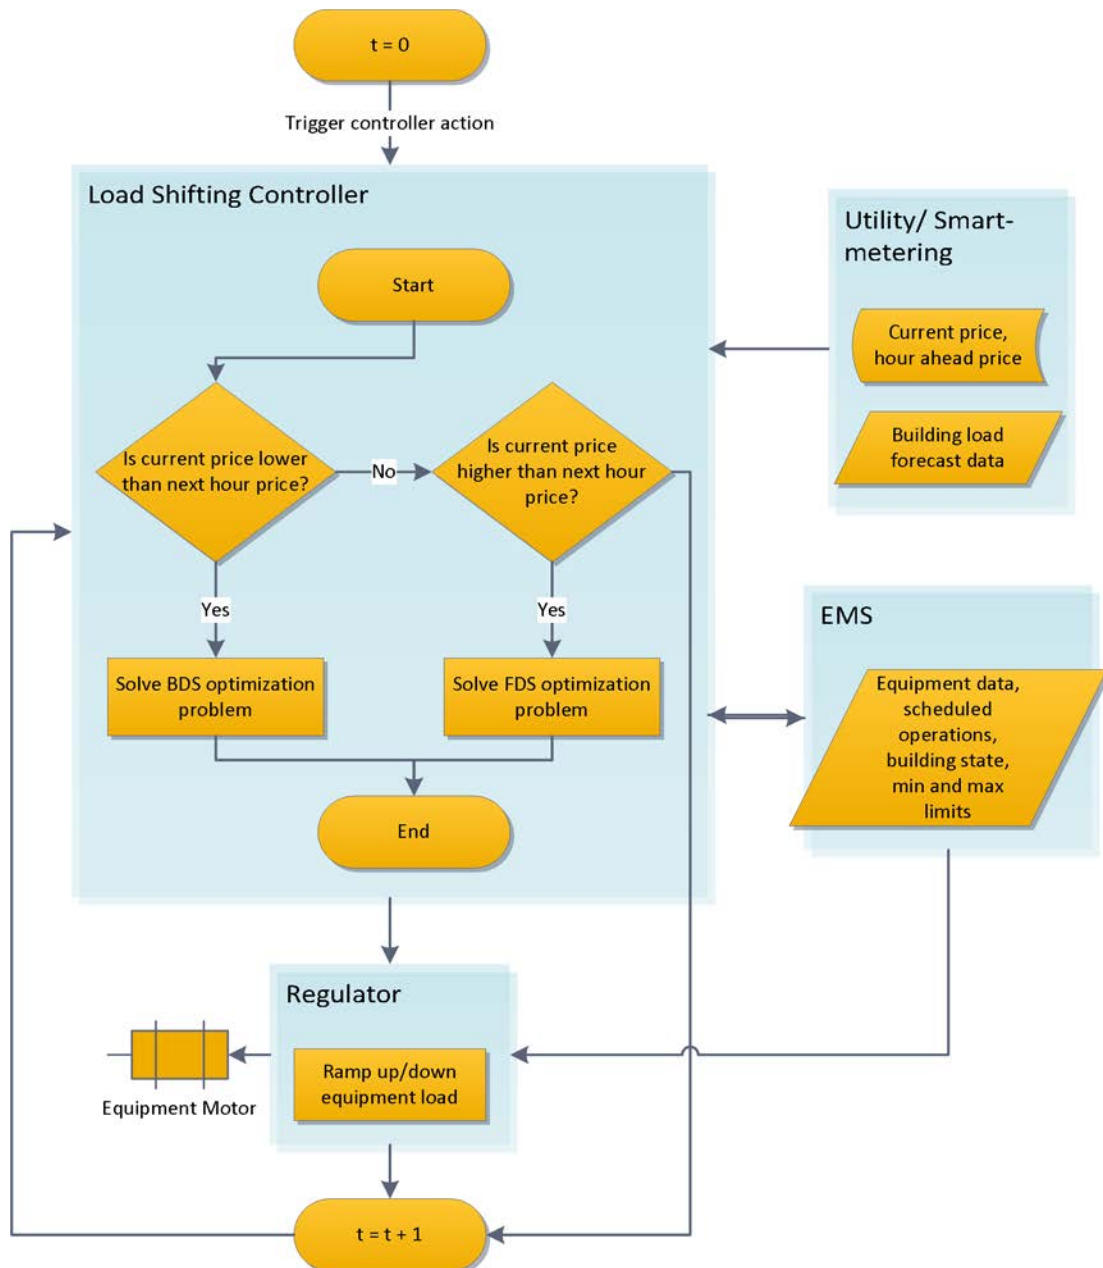 t = 0
Trigger controller action
Load Shifting Controller
Start
Is current price lower
than next hour price?
No
Is current price
higher than next hour
price?
Yes
Yes
Solve BDS optimization
problem
Solve FDS optimization
problem
End
Utility/ Smart-
metering
Current price,
hour ahead price
Building load
forecast data
EMS
Equipment data,
scheduled
operations,
building state,
min and max
limits
Regulator
Ramp up/down
equipment load
Equipment Motor
t = t + 1